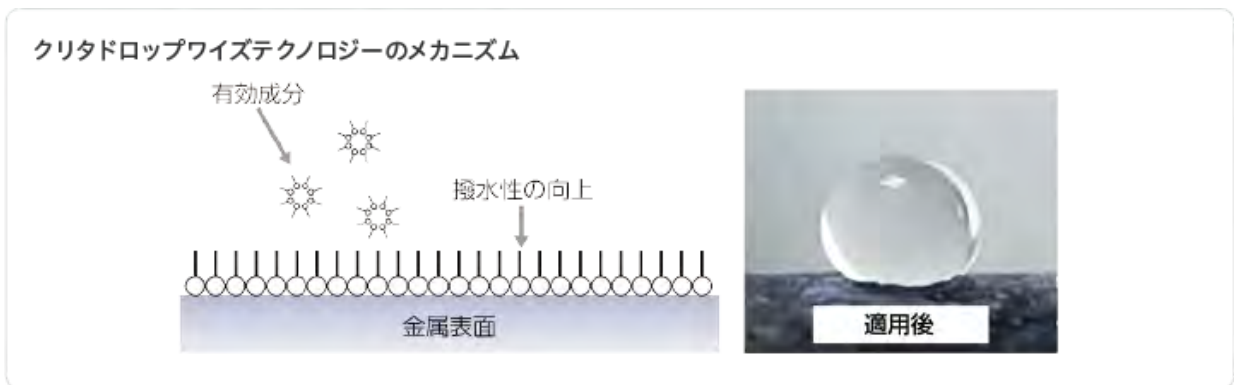 クリタドロップワイズテクノロジーのメカニズム
有効成分
撥水性の向上
金属表面
適用後